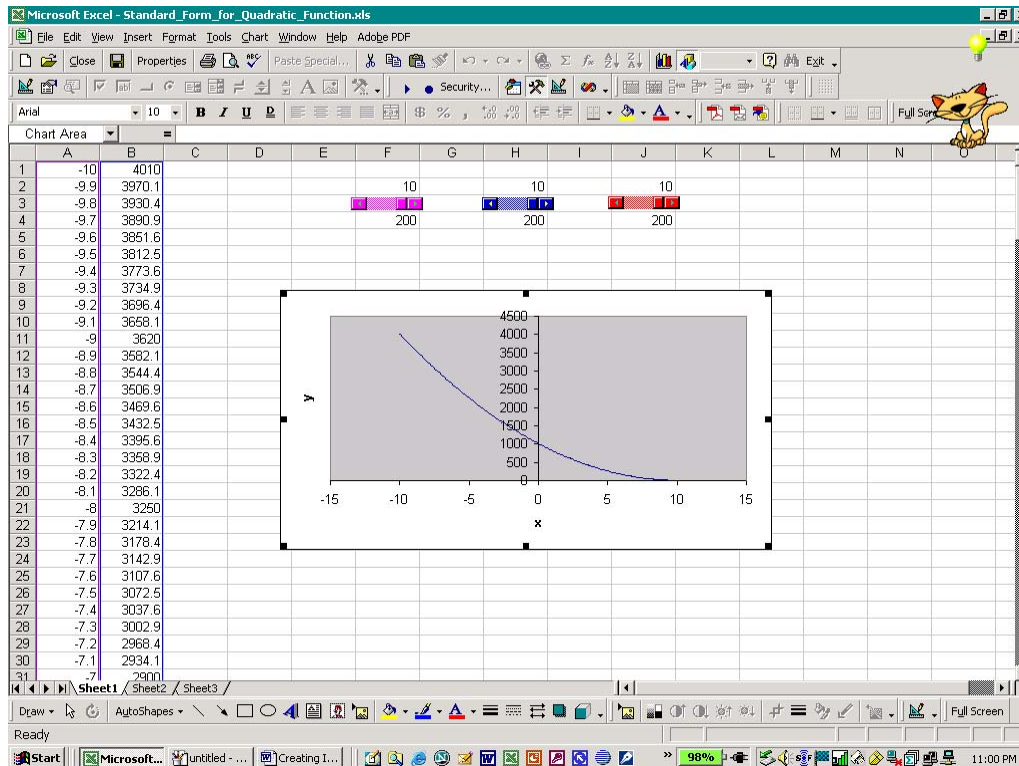 Microsoft Excel - Standard_Form_for_Quadratic_Function.xls
File Edit View Insert Format Tools Chart Window Help Adobe PDF
Close Properties Paste Special... Exit
Security...
Arial 10 B I U $ % , Full Scre
Chart Area =
A B C D E F G H I J K L M N O
1 -10 4010
2 -9.9 3970.1 10 10 10
3 -9.8 3930.4
4 -9.7 3890.9 200 200 200
5 -9.6 3851.6
6 -9.5 3812.5
7 -9.4 3773.6
8 -9.3 3734.9
9 -9.2 3696.4
10 -9.1 3658.1
11 -9 3620
12 -8.9 3582.1
13 -8.8 3544.4
14 -8.7 3506.9
15 -8.6 3469.6
16 -8.5 3432.5
17 -8.4 3395.6
18 -8.3 3358.9
19 -8.2 3322.4
20 -8.1 3286.1
21 -8 3250
22 -7.9 3214.1
23 -7.8 3178.4
24 -7.7 3142.9
25 -7.6 3107.6
26 -7.5 3072.5
27 -7.4 3037.6
28 -7.3 3002.9
29 -7.2 2968.4
30 -7.1 2934.1
31 -7 2900
4500
4000
3500
3000
2500
2000
1500
1000
500
0
y
-15 -10 -5 0 5 10 15
x
Sheet1 Sheet2 Sheet3
Draw AutoShapes Full Screen
Ready
Start Microsoft... untitled - ... Creating I... » 98% 11:00 PM